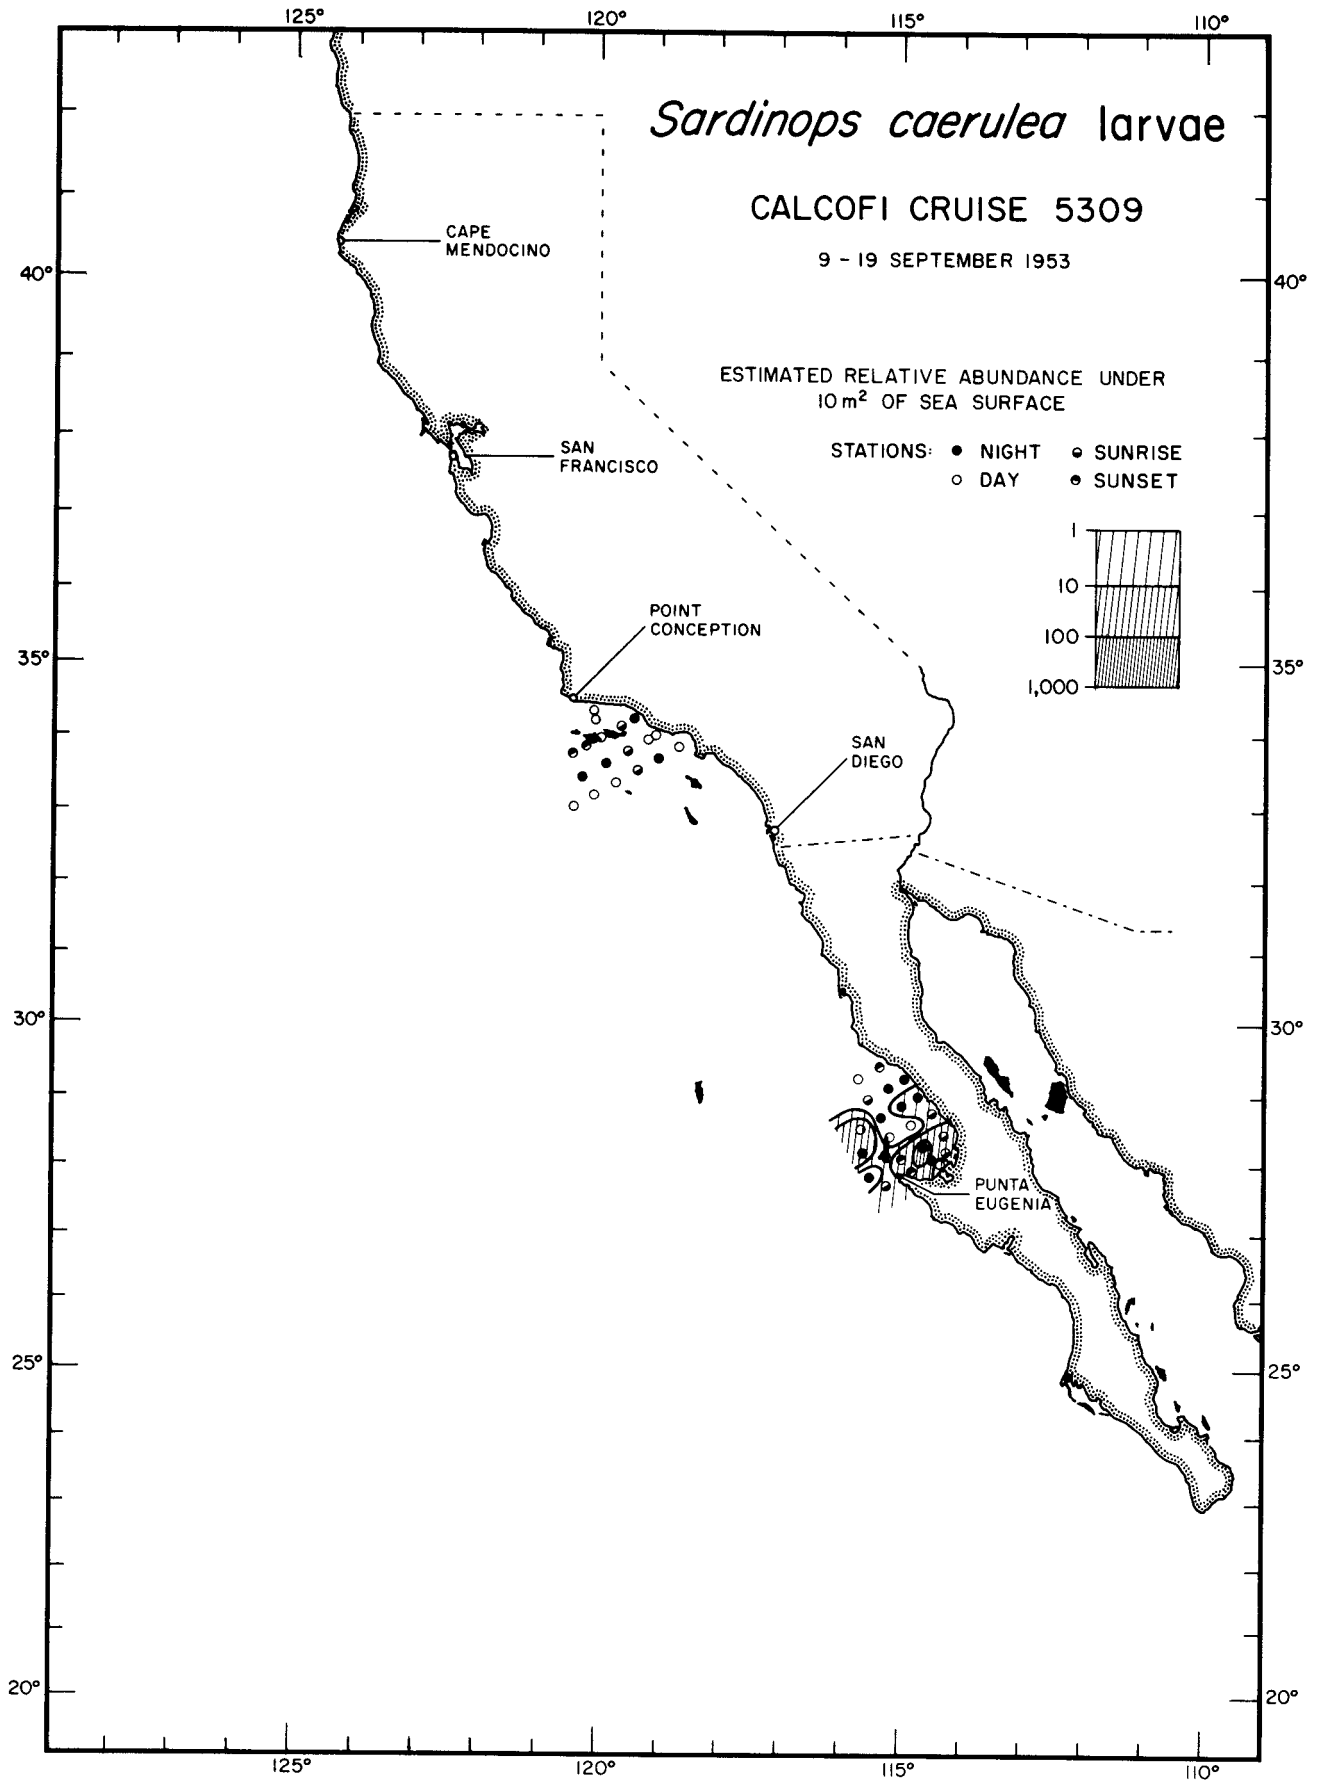 125° 120° 115° 110°
Sardinops caerulea larvae
CALCOFI CRUISE 5309
9 – 19 SEPTEMBER 1953
CAPE
MENDOCINO
40° 40°
ESTIMATED RELATIVE ABUNDANCE UNDER
10 m² OF SEA SURFACE
STATIONS: ● NIGHT ◒ SUNRISE
○ DAY ◓ SUNSET
SAN
FRANCISCO
1
10
100
1,000
POINT
CONCEPTION
35° 35°
SAN
DIEGO
30° 30°
PUNTA
EUGENIA
25° 25°
20° 20°
125° 120° 115° 110°